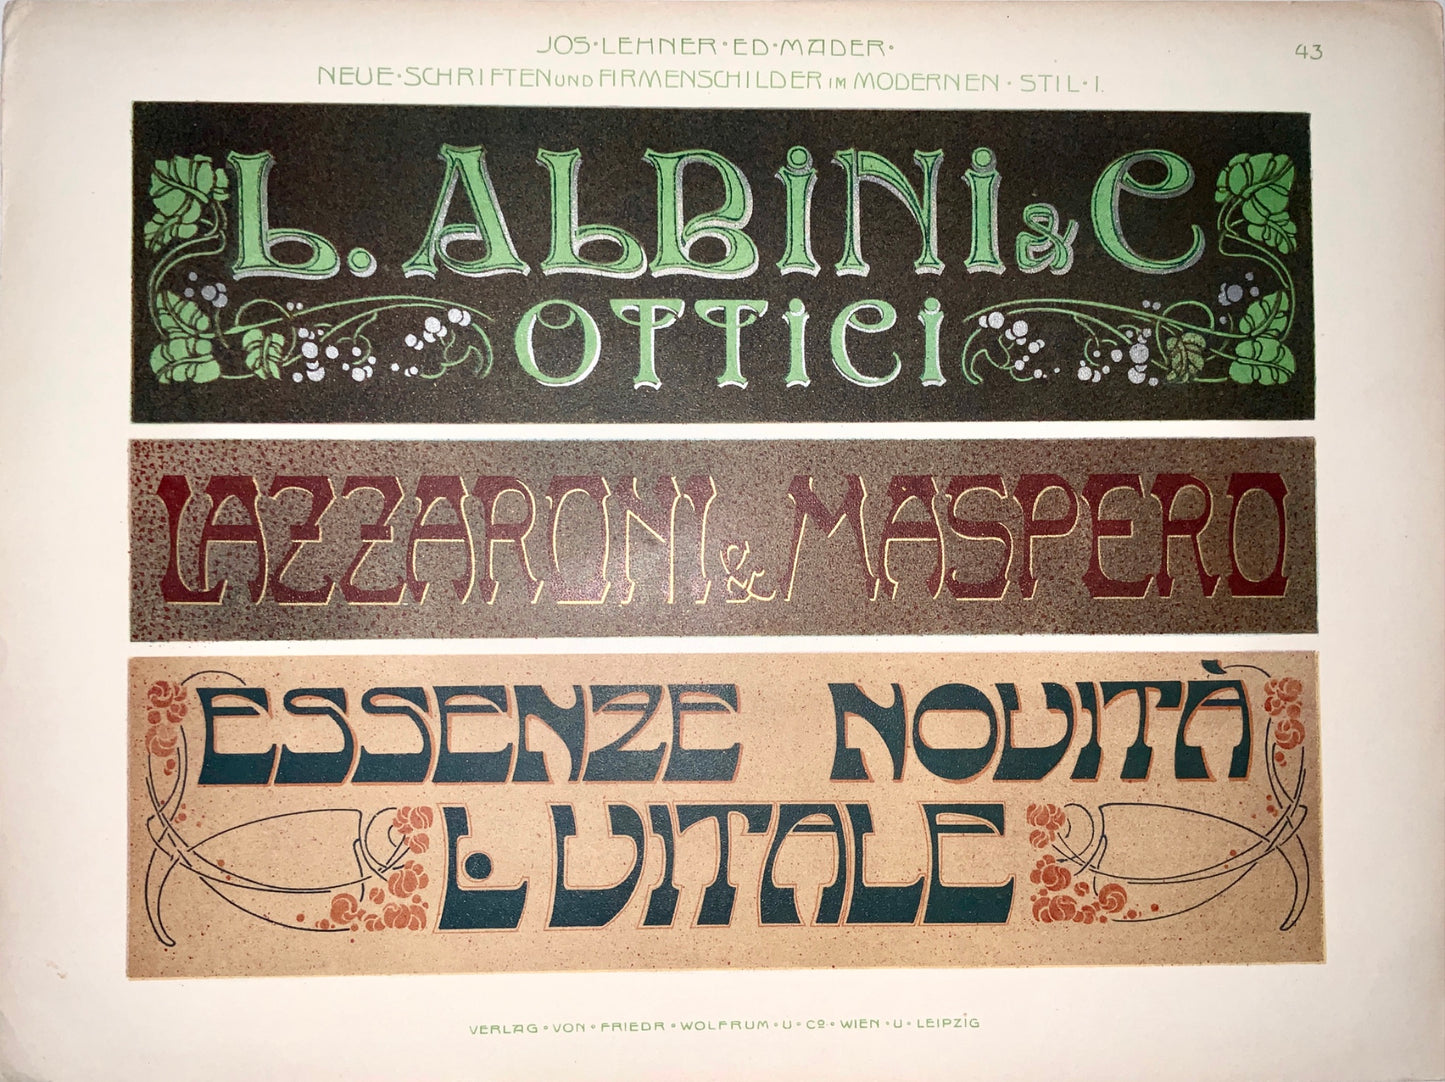 JOS·LEHNER·ED·MADER·
43
NEUE·SCHRIFTEN UND FIRMENSCHILDER IM MODERNEN·STIL·I.
L. ALBINI & C
OTTICI
LAZZARONI & MASPERO
ESSENZE NOVITÀ
L. VITALE
VERLAG·VON·FRIEDR·WOLFRUM·U·Co·WIEN·U·LEIPZIG